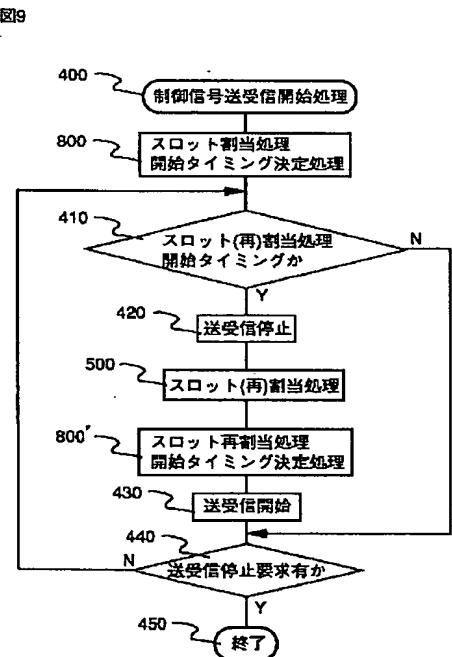 図9
400
制御信号送受信開始処理
800
スロット割当処理
開始タイミング決定処理
410
スロット(再)割当処理
開始タイミングか
N
Y
420
送受信停止
500
スロット(再)割当処理
800'
スロット再割当処理
開始タイミング決定処理
430
送受信開始
440
N
送受信停止要求有か
Y
450
終了